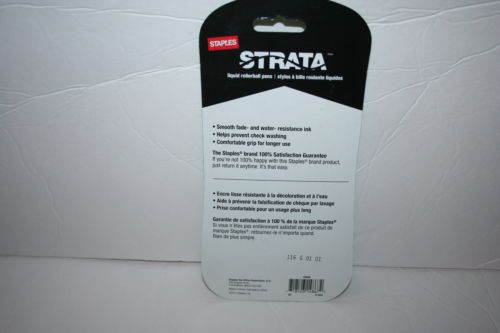 STAPLES
STRATA™
liquid rollerball pens | stylos à bille roulante liquides
• Smooth fade- and water- resistance ink
• Helps prevent check washing
• Comfortable grip for longer use
The Staples® brand 100% Satisfaction Guarantee
If you're not 100% happy with this Staples® brand product,
just return it anytime. It's that easy.
• Encre lisse résistante à la décoloration et à l'eau
• Aide à prévenir la falsification de chèque par lavage
• Prise confortable pour un usage plus long
Garantie de satisfaction à 100 % de la marque Staples®
Si vous n'êtes pas entièrement satisfait de ce produit de
marque Staples®, retournez-le n'importe quand.
Rien de plus simple.
116 G 01 01